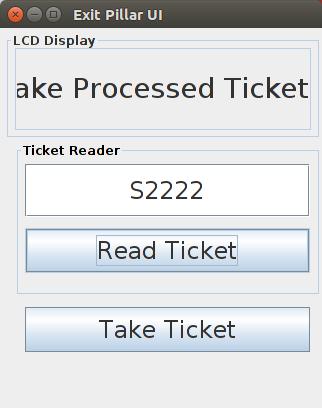 Exit Pillar UI
LCD Display
ake Processed Ticket
Ticket Reader
S2222
Read Ticket
Take Ticket